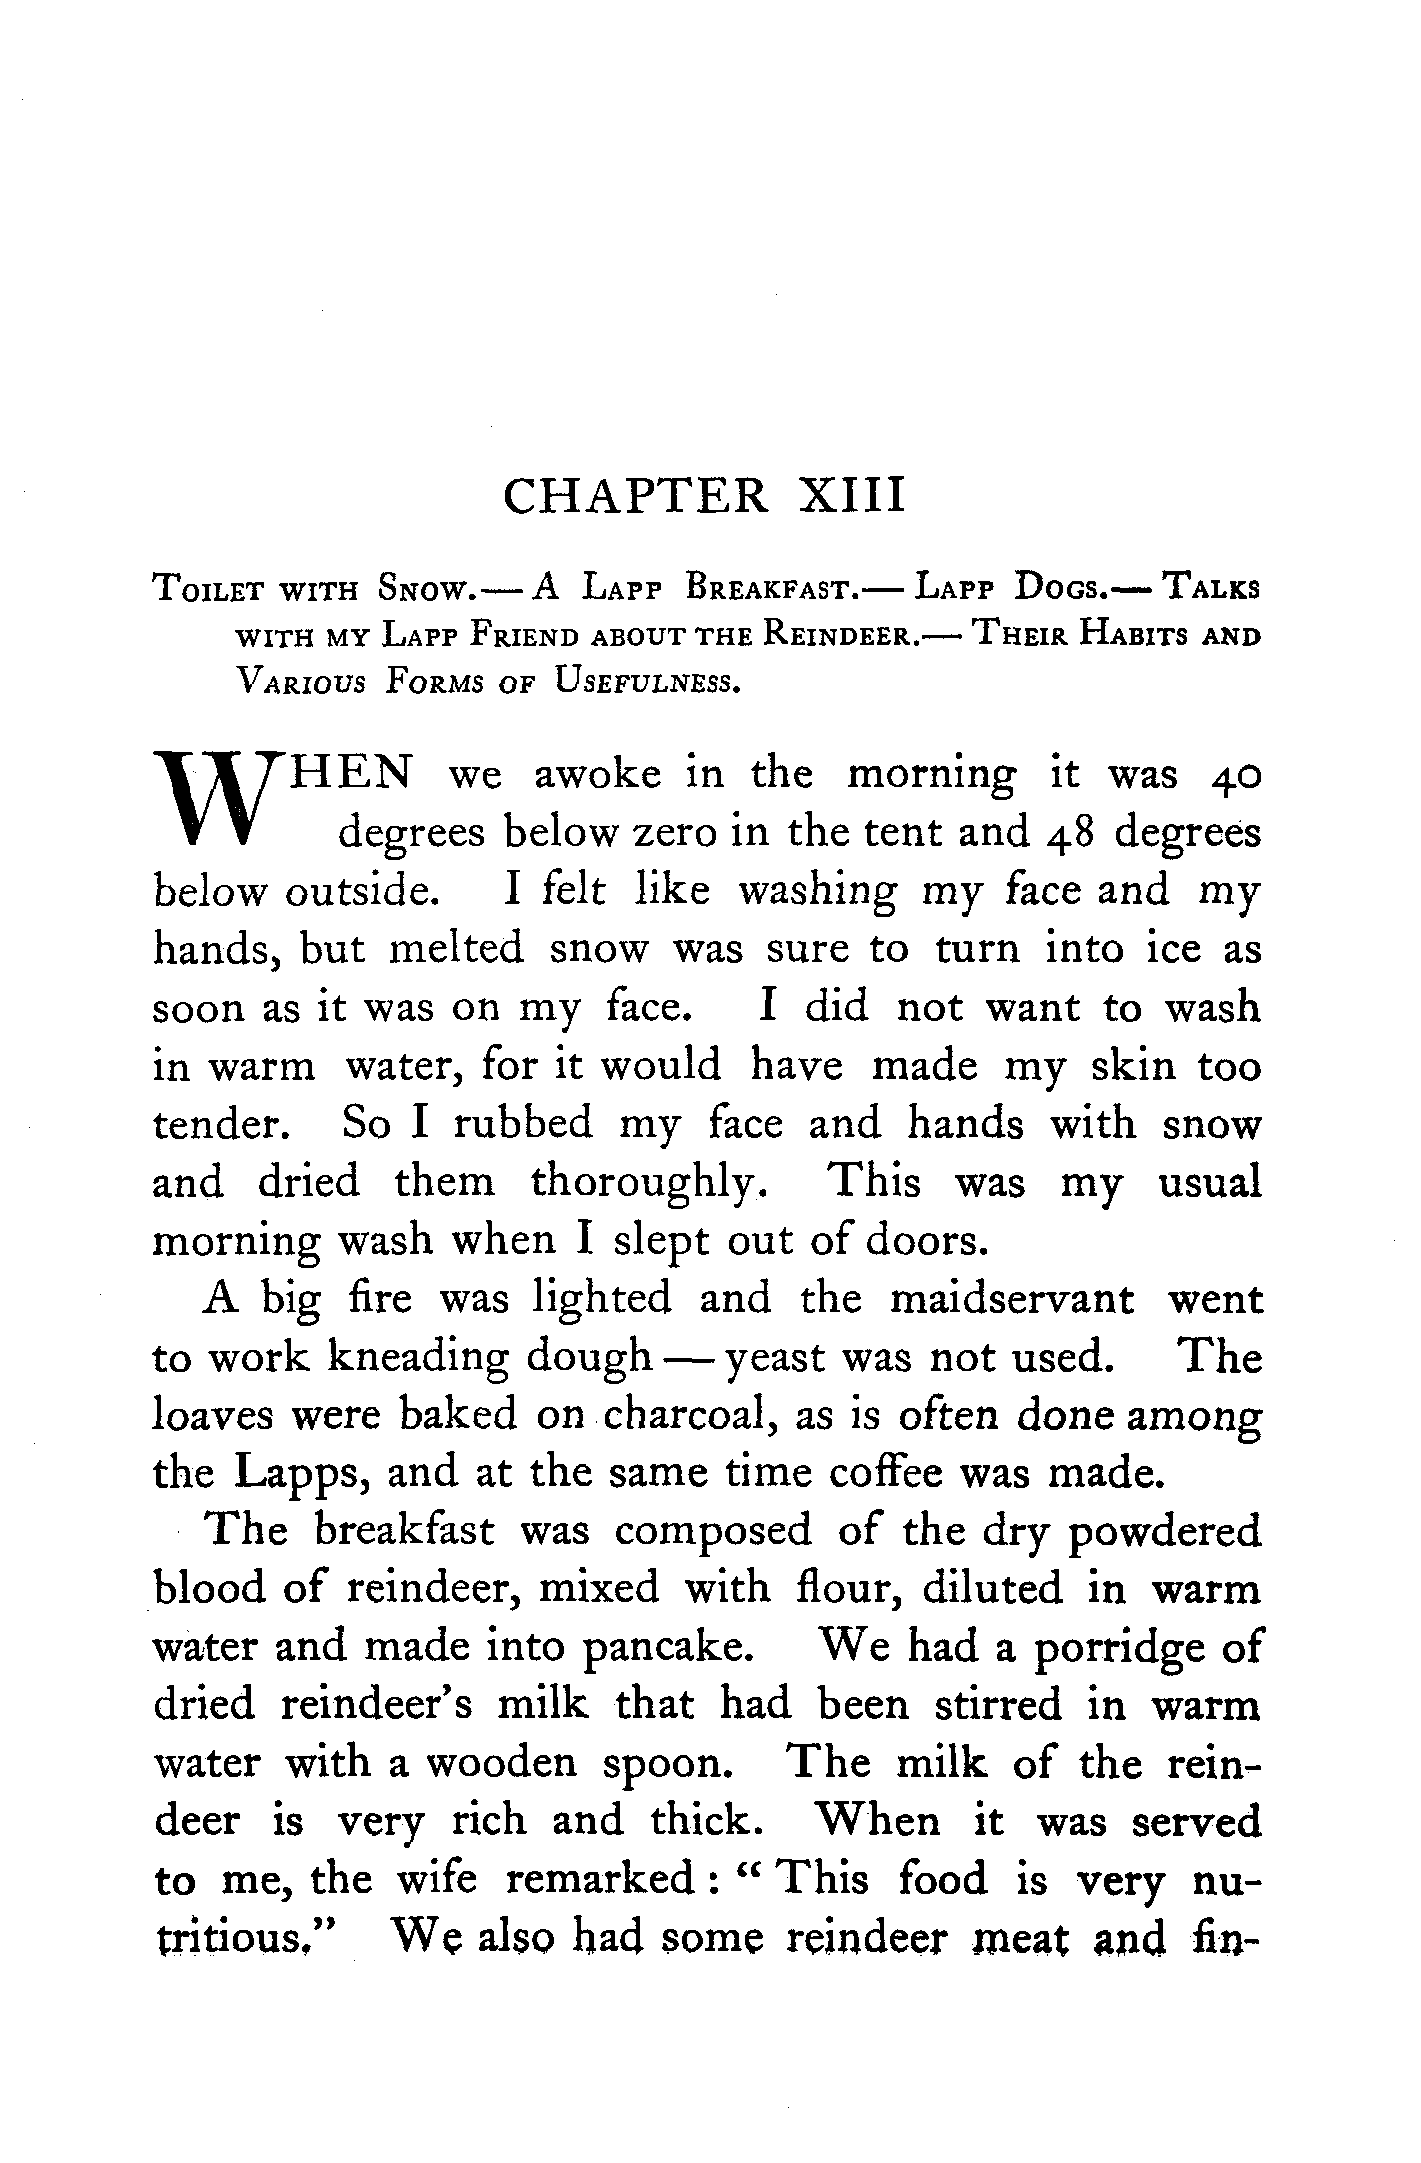 CHAPTER XIII
Toilet with Snow.— A Lapp Breakfast.— Lapp Dogs.— Talks
with my Lapp Friend about the Reindeer.— Their Habits and
Various Forms of Usefulness.
WHEN we awoke in the morning it was 40
degrees below zero in the tent and 48 degrees
below outside. I felt like washing my face and my
hands, but melted snow was sure to turn into ice as
soon as it was on my face. I did not want to wash
in warm water, for it would have made my skin too
tender. So I rubbed my face and hands with snow
and dried them thoroughly. This was my usual
morning wash when I slept out of doors.
A big fire was lighted and the maidservant went
to work kneading dough — yeast was not used. The
loaves were baked on charcoal, as is often done among
the Lapps, and at the same time coffee was made.
The breakfast was composed of the dry powdered
blood of reindeer, mixed with flour, diluted in warm
water and made into pancake. We had a porridge of
dried reindeer's milk that had been stirred in warm
water with a wooden spoon. The milk of the rein-
deer is very rich and thick. When it was served
to me, the wife remarked : " This food is very nu-
tritious." We also had some reindeer meat and fin-